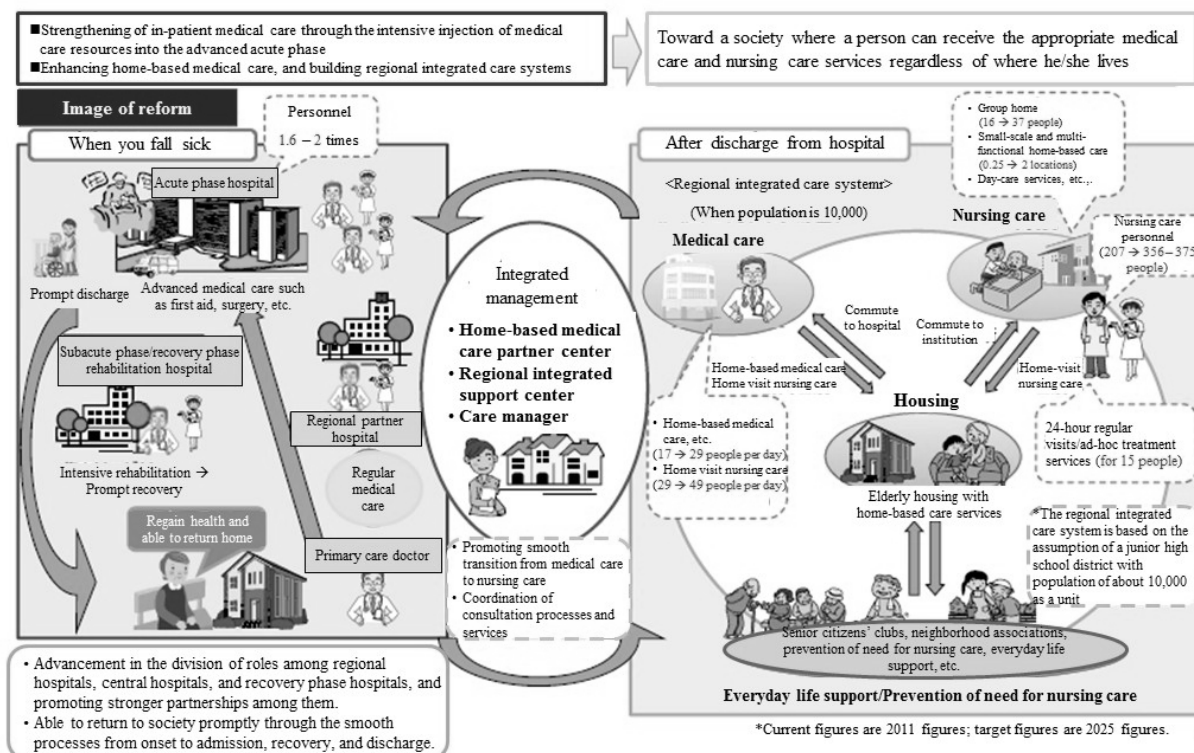 ■Strengthening of in-patient medical care through the intensive injection of medical
care resources into the advanced acute phase
■Enhancing home-based medical care, and building regional integrated care systems
Toward a society where a person can receive the appropriate medical
care and nursing care services regardless of where he/she lives
Image of reform
When you fall sick
Personnel
1.6 – 2 times
Acute phase hospital
Prompt discharge
Advanced medical care such
as first aid, surgery, etc.
Subacute phase/recovery phase
rehabilitation hospital
Intensive rehabilitation →
Prompt recovery
Regional partner
hospital
Regular
medical
care
Regain health and
able to return home
Primary care doctor
• Advancement in the division of roles among regional
hospitals, central hospitals, and recovery phase hospitals, and
promoting stronger partnerships among them.
• Able to return to society promptly through the smooth
processes from onset to admission, recovery, and discharge.
Integrated
management
• Home-based medical
care partner center
• Regional integrated
support center
• Care manager
• Promoting smooth
transition from medical care
to nursing care
• Coordination of
consultation processes and
services
After discharge from hospital
<Regional integrated care systemr>
(When population is 10,000)
• Group home
(16 → 37 people)
• Small-scale and multi-
functional home-based care
(0.25 → 2 locations)
• Day-care services, etc.,.
Medical care
Nursing care
Nursing care
personnel
(207 → 356–375
people)
Commute
to hospital
Commute to
institution
Home-based medical care
Home visit nursing care
Home-visit
nursing care
• Home-based medical
care, etc.
(17 → 29 people per day)
• Home visit nursing care
(29 → 49 people per day)
Housing
Elderly housing with
home-based care services
24-hour regular
visits/ad-hoc treatment
services (for 15 people)
*The regional integrated
care system is based on the
assumption of a junior high
school district with
population of about 10,000
as a unit
Senior citizens' clubs, neighborhood associations,
prevention of need for nursing care, everyday life
support, etc.
Everyday life support/Prevention of need for nursing care
*Current figures are 2011 figures; target figures are 2025 figures.